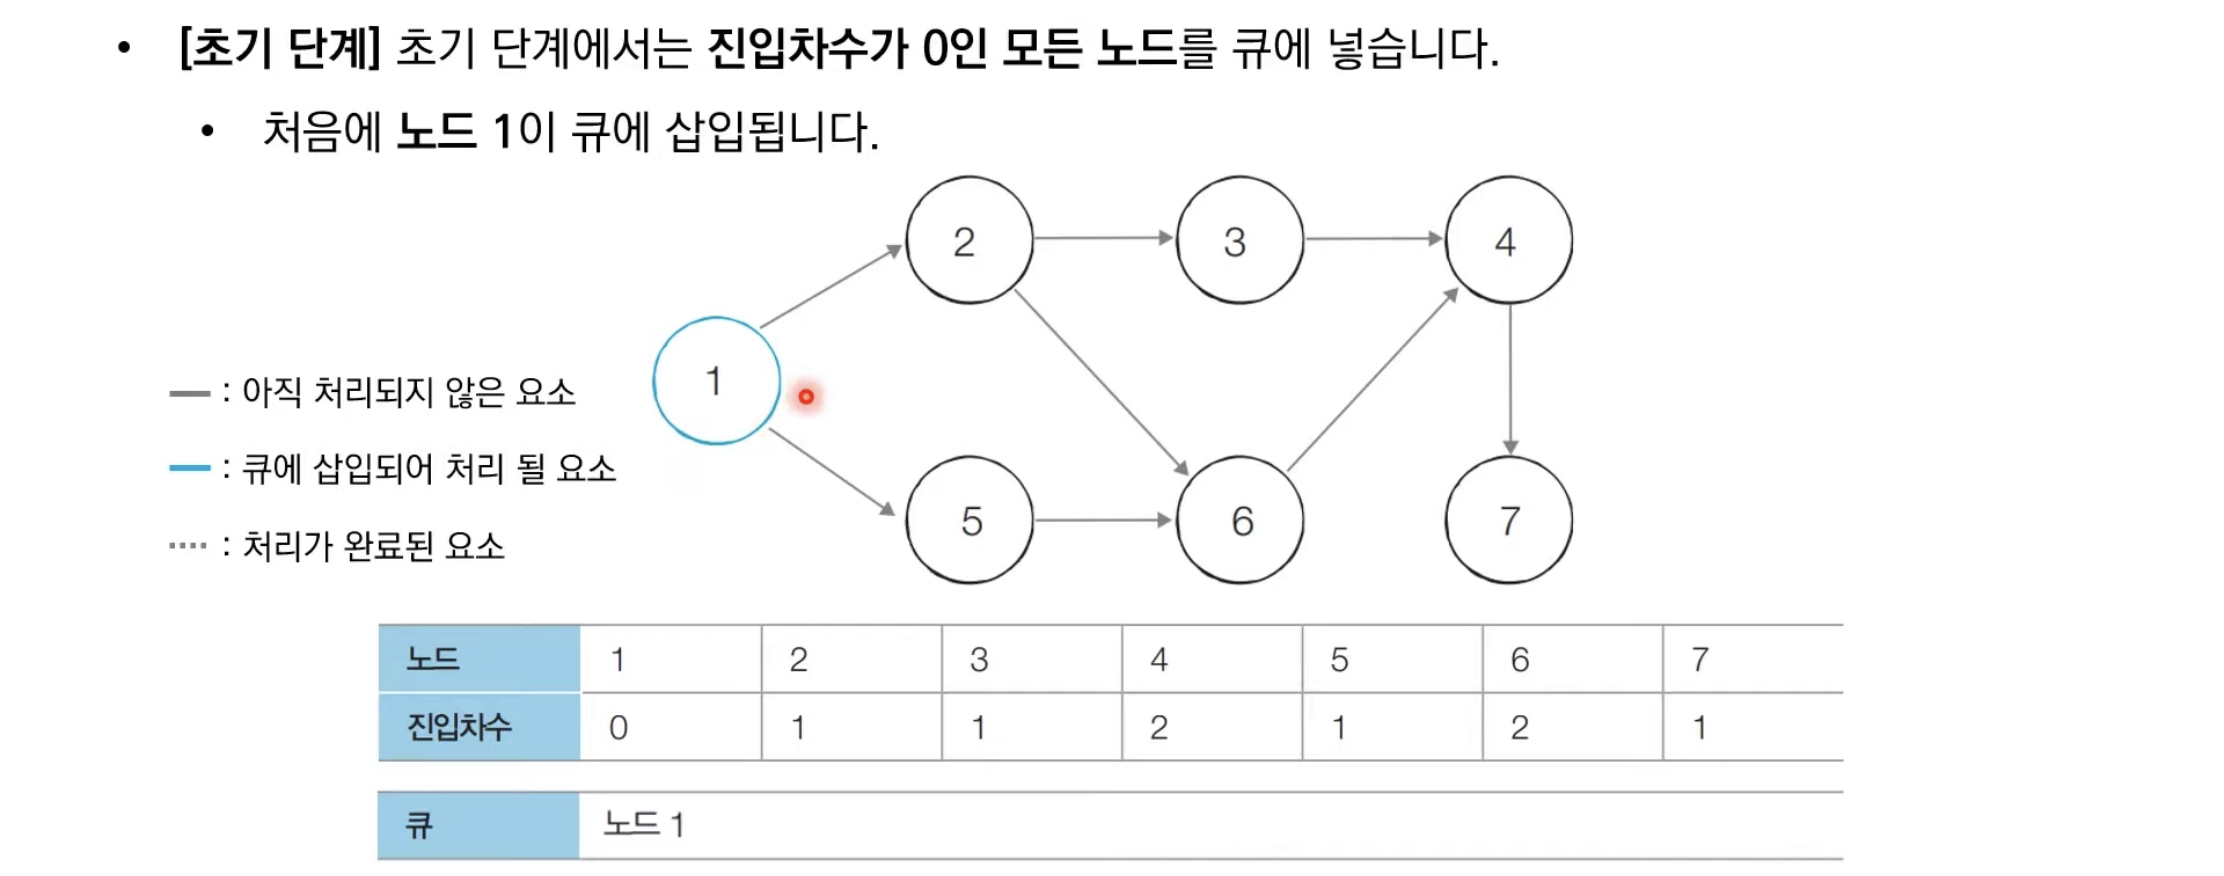 • [초기 단계] 초기 단계에서는 진입차수가 0인 모든 노드를 큐에 넣습니다.
• 처음에 노드 1이 큐에 삽입됩니다.
2 3 4
1
: 아직 처리되지 않은 요소
: 큐에 삽입되어 처리 될 요소
5 6 7
: 처리가 완료된 요소
노드 1 2 3 4 5 6 7
진입차수 0 1 1 2 1 2 1
큐 노드 1